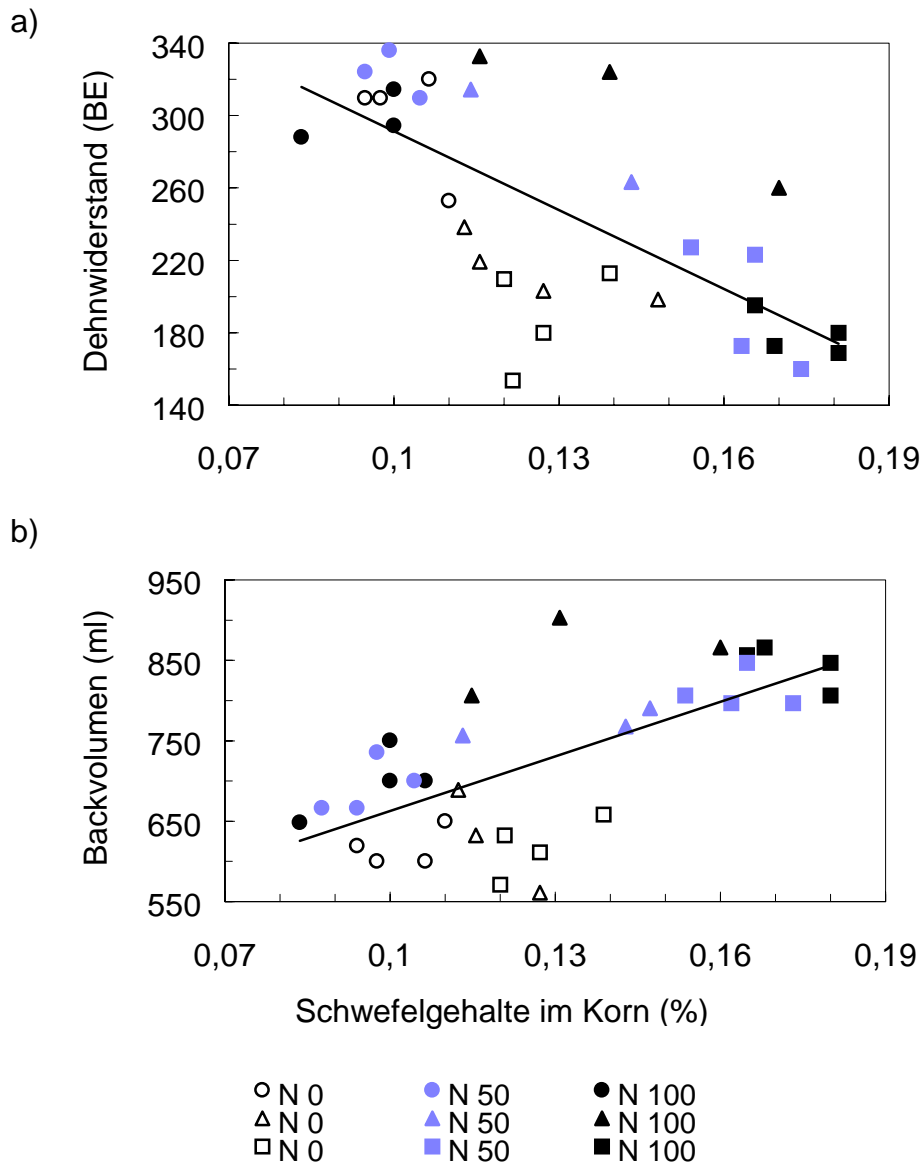 a)
Dehnwiderstand (BE)
340
300
260
220
180
140
0,07 0,1 0,13 0,16 0,19
b)
Backvolumen (ml)
950
850
750
650
550
0,07 0,1 0,13 0,16 0,19
Schwefelgehalte im Korn (%)
N 0 N 50 N 100
N 0 N 50 N 100
N 0 N 50 N 100